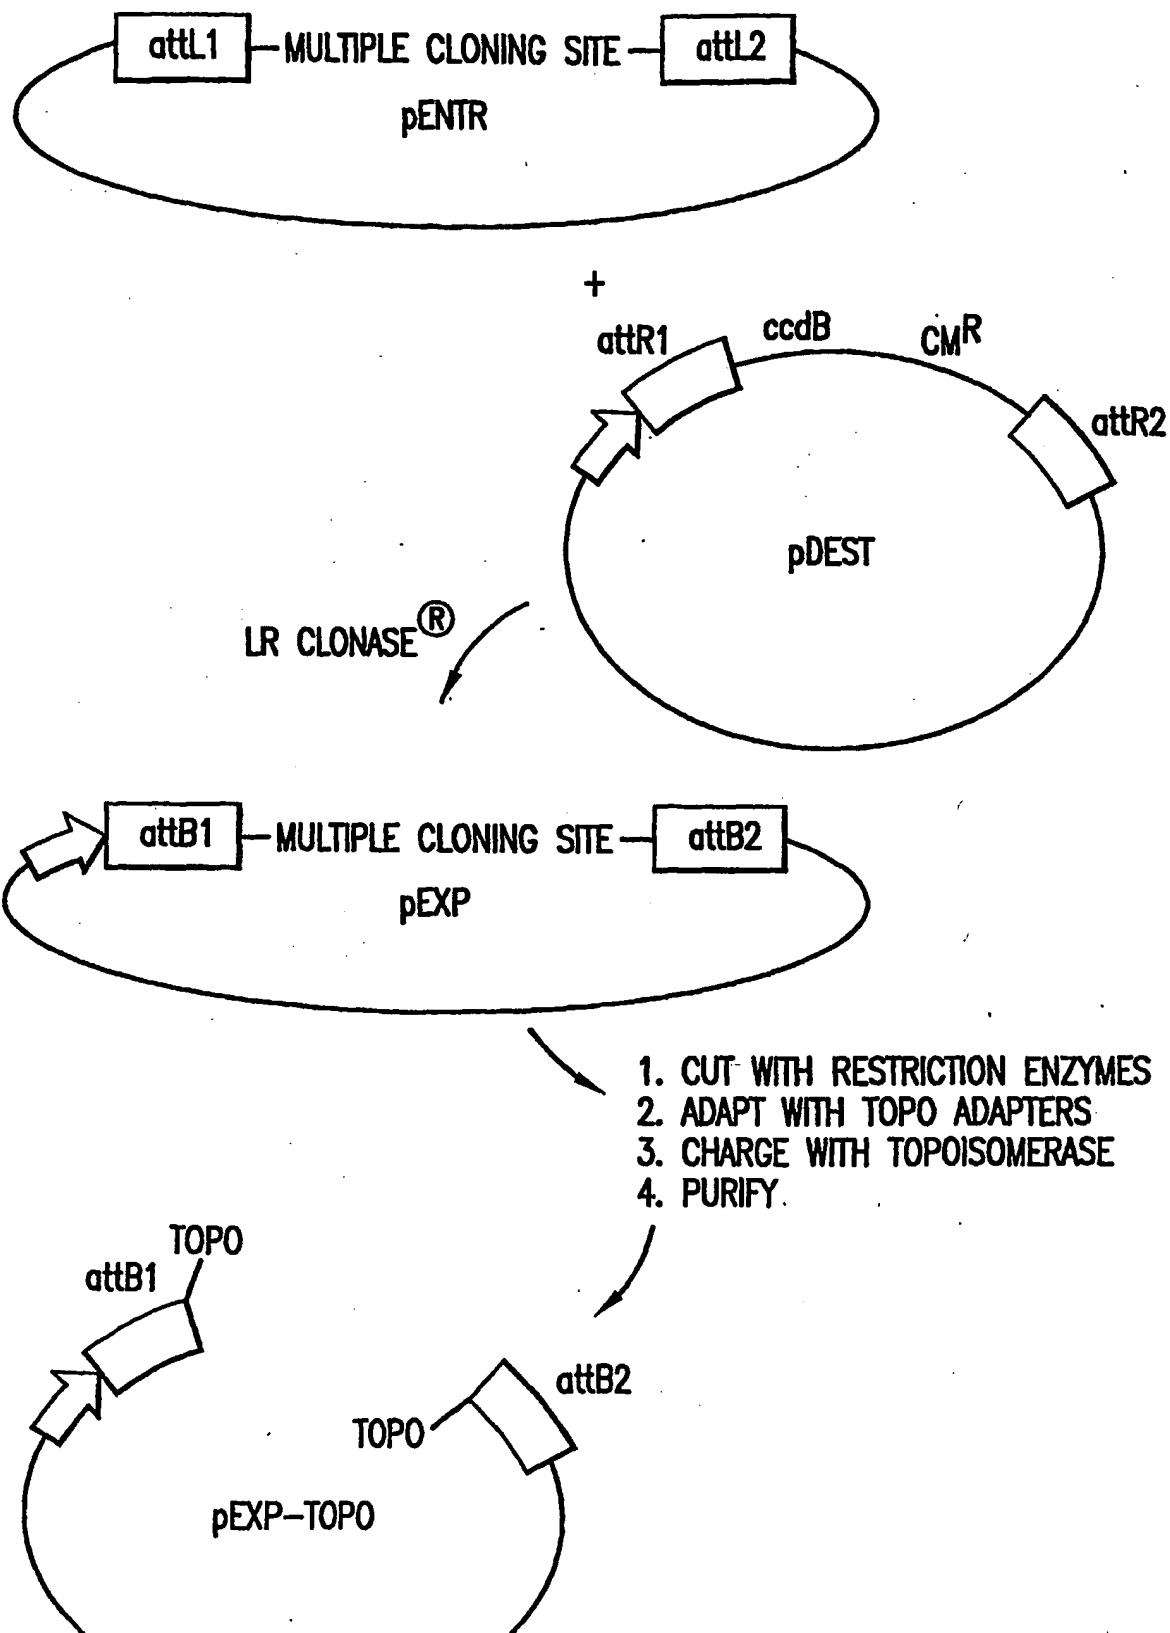 attL1
MULTIPLE CLONING SITE
attL2
pENTR
+
attR1
ccdB
CMR
attR2
pDEST
LR CLONASE®
attB1
MULTIPLE CLONING SITE
attB2
pEXP
1. CUT WITH RESTRICTION ENZYMES
2. ADAPT WITH TOPO ADAPTERS
3. CHARGE WITH TOPOISOMERASE
4. PURIFY
TOPO
attB1
attB2
TOPO
pEXP-TOPO